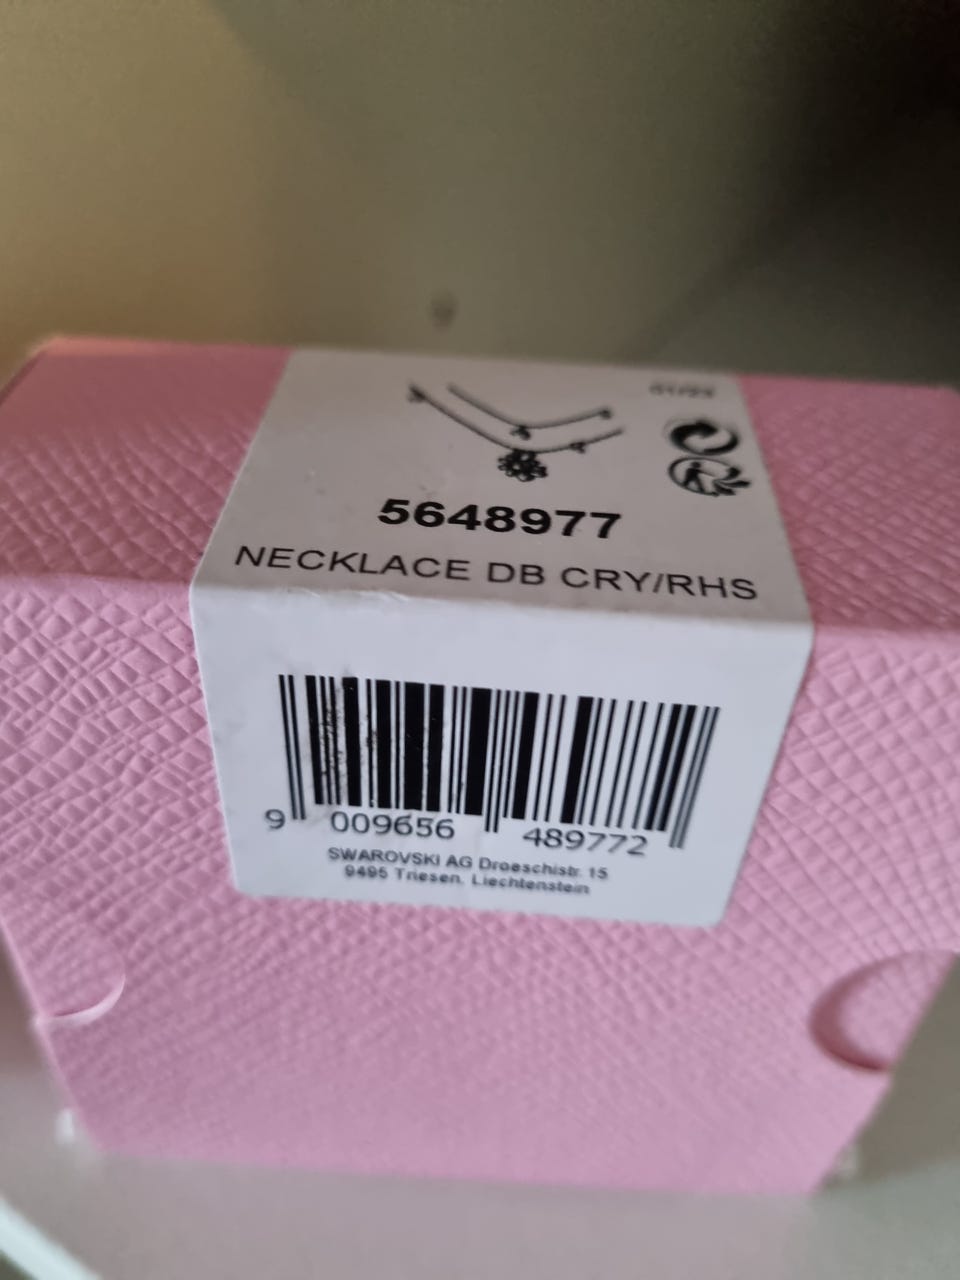 5648977
NECKLACE DB CRY/RHS
9 009656 489772
SWAROVSKI AG Droeschistr. 15
9495 Triesen, Liechtenstein